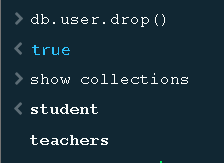 > db.user.drop()
< true
> show collections
< student
teachers